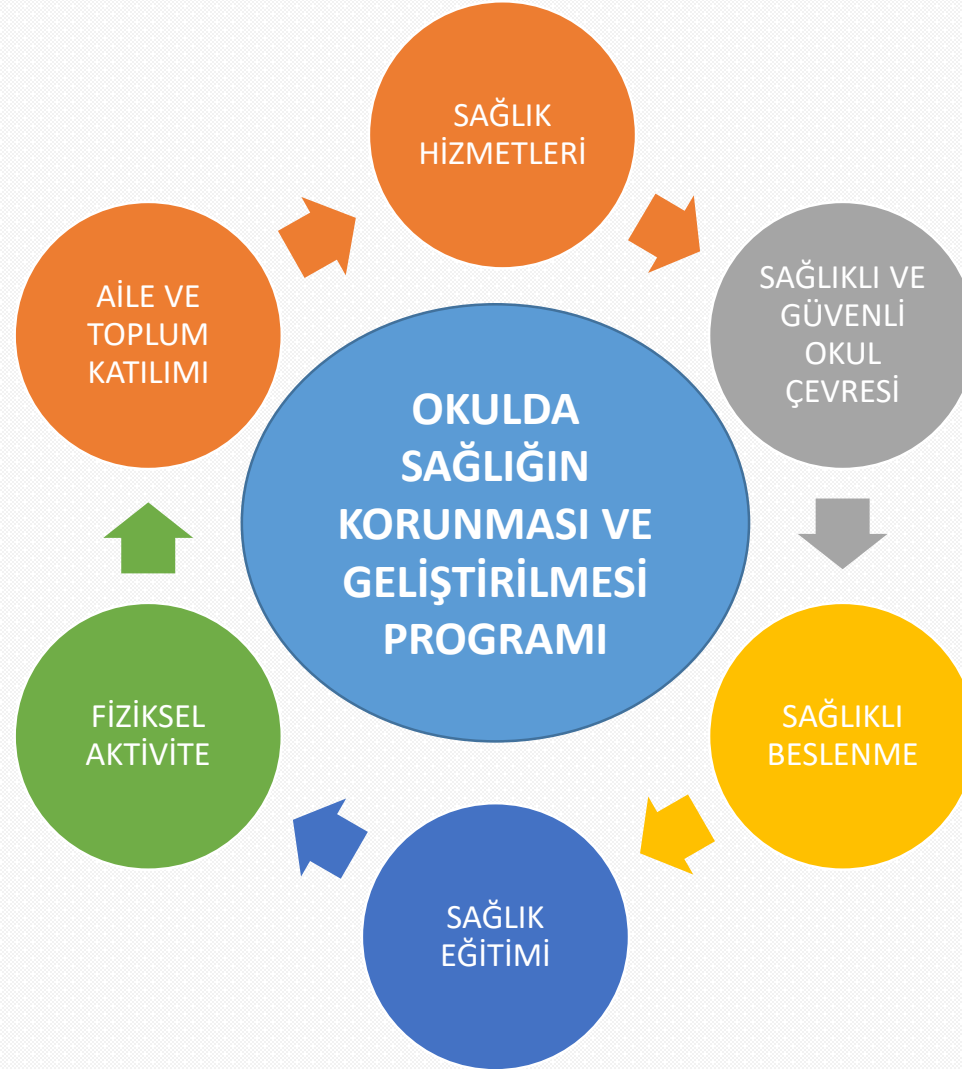 SAĞLIK
HİZMETLERİ
SAĞLIKLI VE
GÜVENLİ
OKUL
ÇEVRESİ
SAĞLIKLI
BESLENME
SAĞLIK
EĞİTİMİ
FİZİKSEL
AKTİVİTE
AİLE VE
TOPLUM
KATILIMI
OKULDA
SAĞLIĞIN
KORUNMASI VE
GELİŞTİRİLMESİ
PROGRAMI